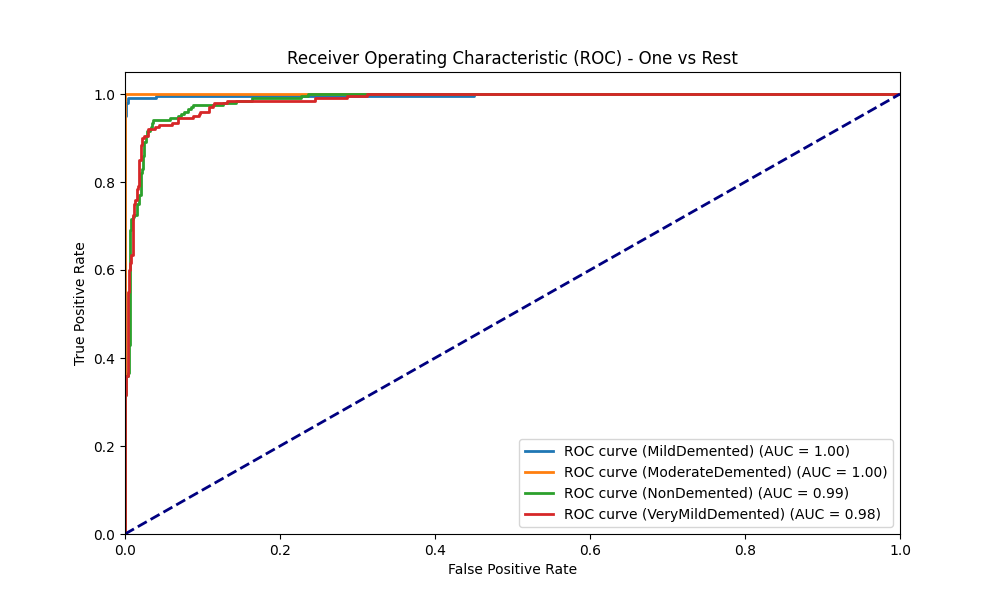 Receiver Operating Characteristic (ROC) - One vs Rest
True Positive Rate
1.0
0.8
0.6
0.4
0.2
0.0
ROC curve (MildDemented) (AUC = 1.00)
ROC curve (ModerateDemented) (AUC = 1.00)
ROC curve (NonDemented) (AUC = 0.99)
ROC curve (VeryMildDemented) (AUC = 0.98)
0.0 0.2 0.4 0.6 0.8 1.0
False Positive Rate